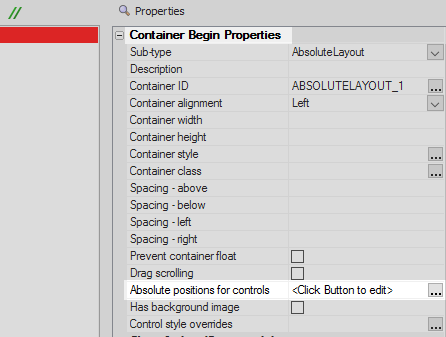 Properties
Container Begin Properties
Sub-type AbsoluteLayout
Description
Container ID ABSOLUTELAYOUT_1 ...
Container alignment Left
Container width
Container height
Container style ...
Container class ...
Spacing - above
Spacing - below
Spacing - left
Spacing - right
Prevent container float
Drag scrolling
Absolute positions for controls <Click Button to edit> ...
Has background image
Control style overrides ...